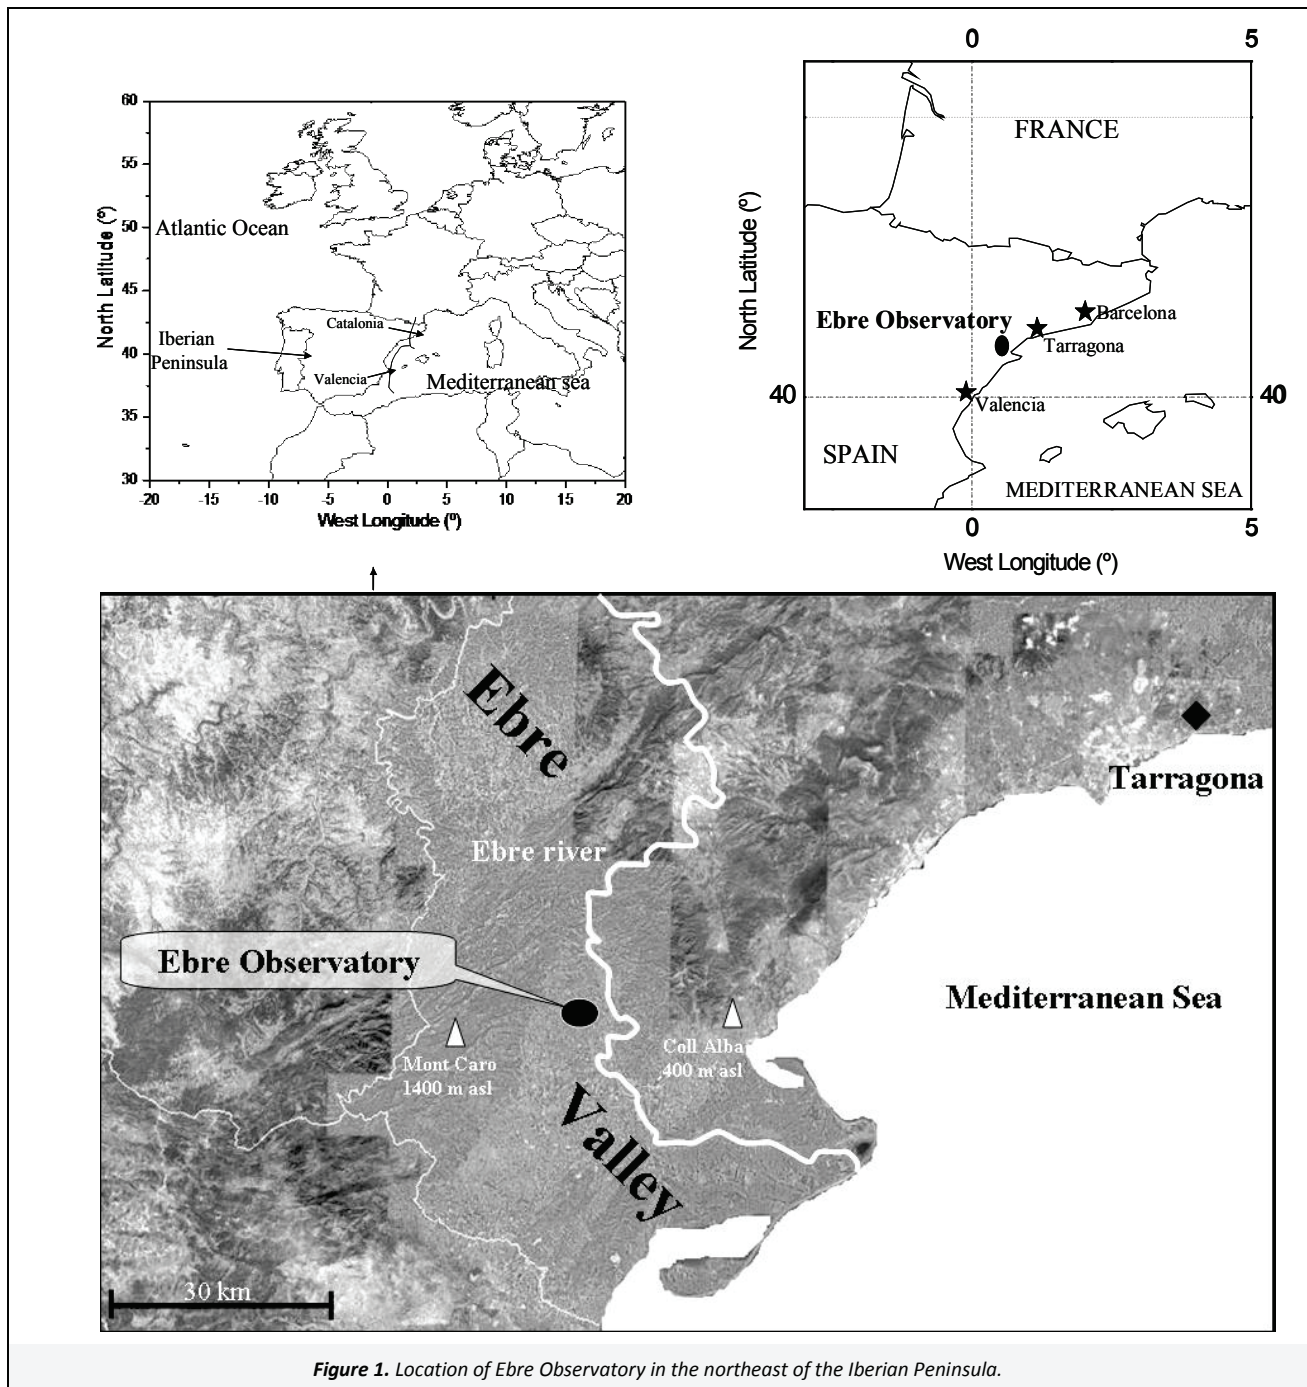 60
55
50
45
40
35
30
North Latitude (º)
Atlantic Ocean
Iberian
Peninsula
Catalonia
Valencia
Mediterranean sea
-20 -15 -10 -5 0 5 10 15 20
West Longitude (º)
0 5
North Latitude (º)
FRANCE
Barcelona
Ebre Observatory
Tarragona
40 40
Valencia
SPAIN
MEDITERRANEAN SEA
0 5
West Longitude (º)
Ebre
Tarragona
Ebre river
Ebre Observatory
Mediterranean Sea
Coll Alba
400 m asl
Mont Caro
1400 m asl
Valley
30 km
Figure 1. Location of Ebre Observatory in the northeast of the Iberian Peninsula.